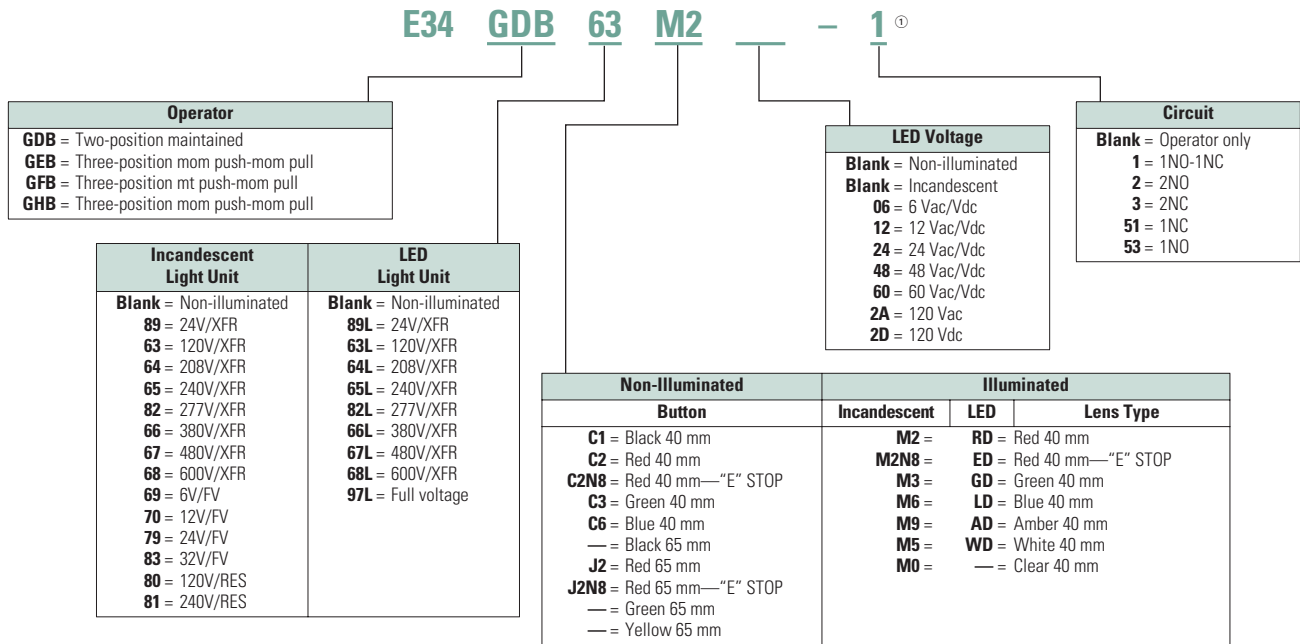 E34 GDB 63 M2 __ – 1 ①
Operator
GDB = Two-position maintained
GEB = Three-position mom push-mom pull
GFB = Three-position mt push-mom pull
GHB = Three-position mom push-mom pull
Incandescent Light Unit
Blank = Non-illuminated
89 = 24V/XFR
63 = 120V/XFR
64 = 208V/XFR
65 = 240V/XFR
82 = 277V/XFR
66 = 380V/XFR
67 = 480V/XFR
68 = 600V/XFR
69 = 6V/FV
70 = 12V/FV
79 = 24V/FV
83 = 32V/FV
80 = 120V/RES
81 = 240V/RES
LED Light Unit
Blank = Non-illuminated
89L = 24V/XFR
63L = 120V/XFR
64L = 208V/XFR
65L = 240V/XFR
82L = 277V/XFR
66L = 380V/XFR
67L = 480V/XFR
68L = 600V/XFR
97L = Full voltage
LED Voltage
Blank = Non-illuminated
Blank = Incandescent
06 = 6 Vac/Vdc
12 = 12 Vac/Vdc
24 = 24 Vac/Vdc
48 = 48 Vac/Vdc
60 = 60 Vac/Vdc
2A = 120 Vac
2D = 120 Vdc
Circuit
Blank = Operator only
1 = 1NO-1NC
2 = 2NO
3 = 2NC
51 = 1NC
53 = 1NO
Non-Illuminated
Button
C1 = Black 40 mm
C2 = Red 40 mm
C2N8 = Red 40 mm—“E” STOP
C3 = Green 40 mm
C6 = Blue 40 mm
— = Black 65 mm
J2 = Red 65 mm
J2N8 = Red 65 mm—“E” STOP
— = Green 65 mm
— = Yellow 65 mm
Illuminated
Incandescent LED Lens Type
M2 = RD = Red 40 mm
M2N8 = ED = Red 40 mm—“E” STOP
M3 = GD = Green 40 mm
M6 = LD = Blue 40 mm
M9 = AD = Amber 40 mm
M5 = WD = White 40 mm
M0 = — = Clear 40 mm